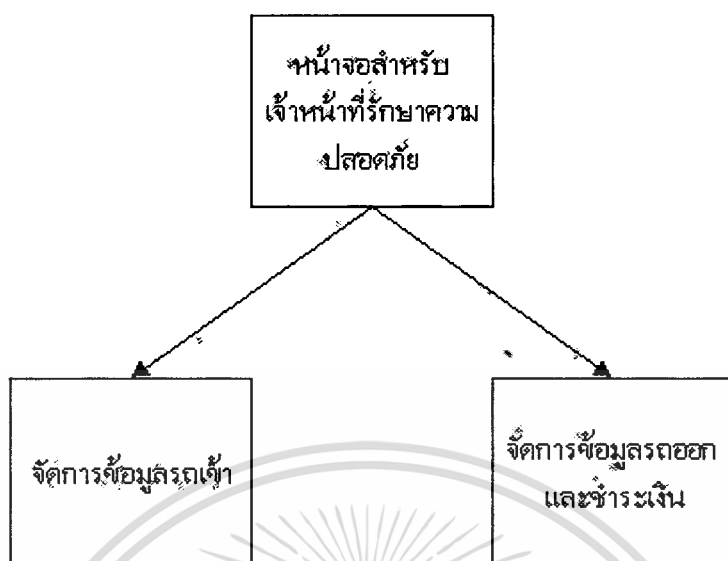 หน้าจอสำหรับ
เจ้าหน้าที่รักษาความ
ปลอดภัย
จัดการข้อมูลรถเข้า
จัดการข้อมูลรถออก
และชำระเงิน